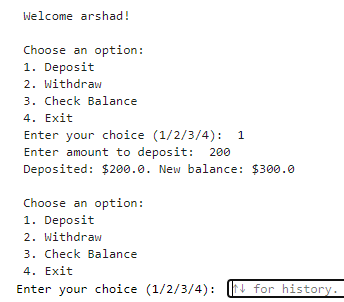 Welcome arshad!
Choose an option:
1. Deposit
2. Withdraw
3. Check Balance
4. Exit
Enter your choice (1/2/3/4):  1
Enter amount to deposit:  200
Deposited: $200.0. New balance: $300.0
Choose an option:
1. Deposit
2. Withdraw
3. Check Balance
4. Exit
Enter your choice (1/2/3/4): ↑↓ for history.